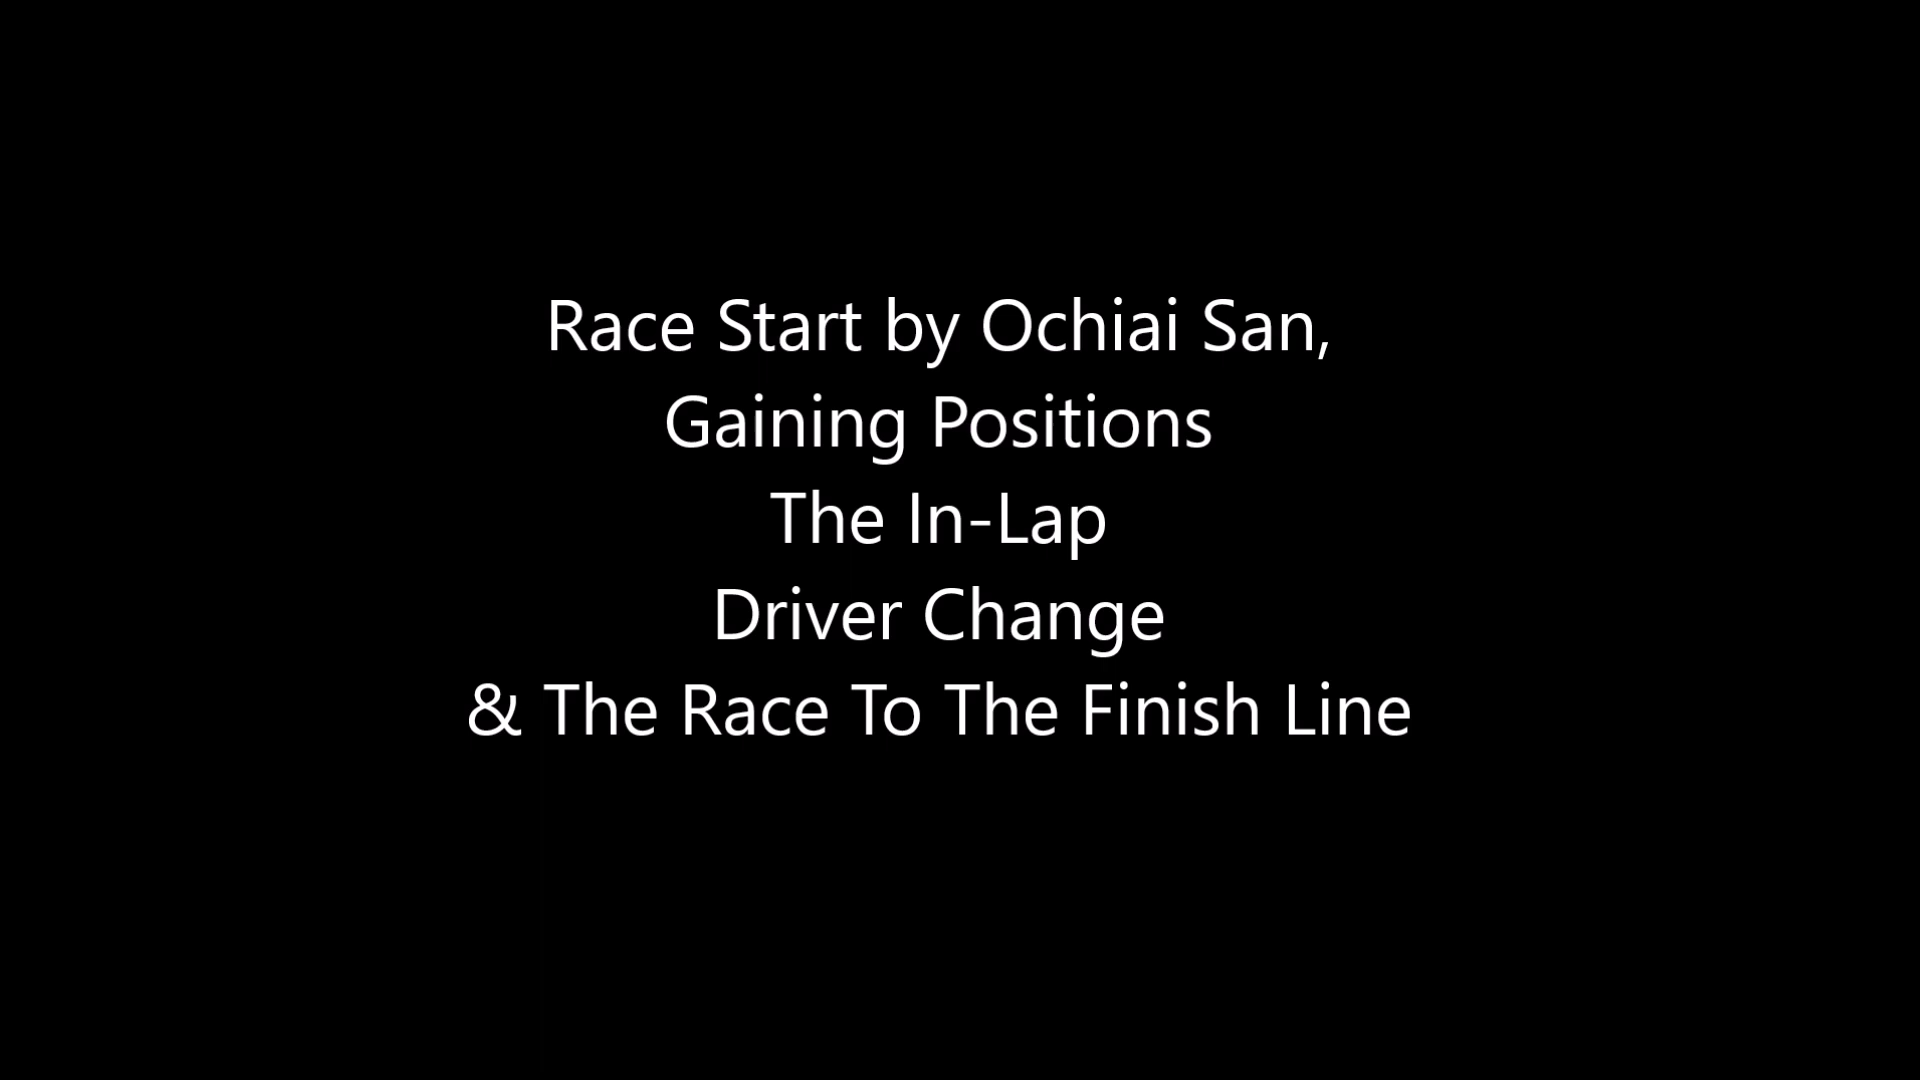 Race Start by Ochiai San,
Gaining Positions
The In-Lap
Driver Change
& The Race To The Finish Line